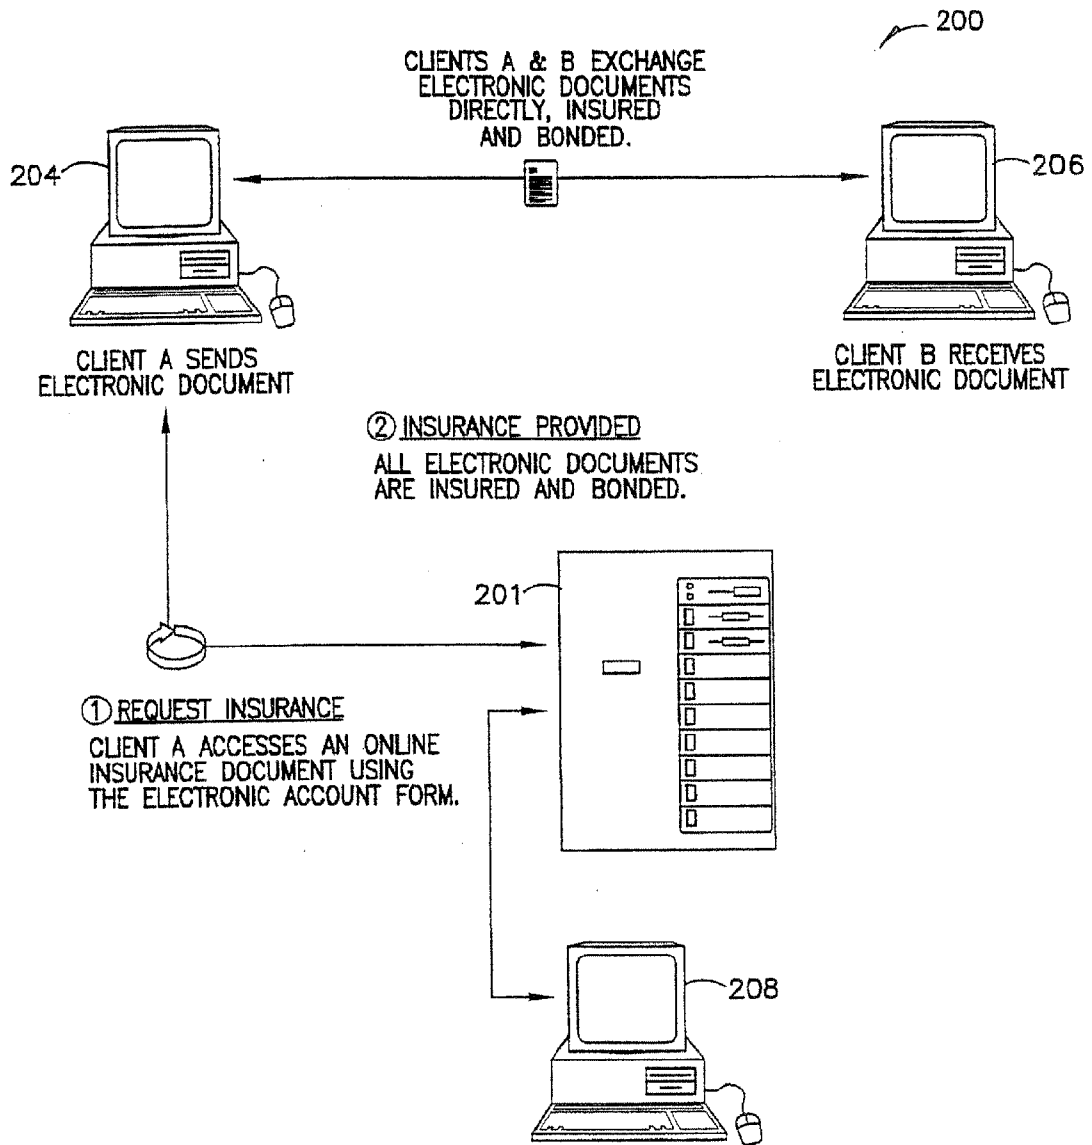 200
CLIENTS A & B EXCHANGE
ELECTRONIC DOCUMENTS
DIRECTLY, INSURED
AND BONDED.
204
206
CLIENT A SENDS
ELECTRONIC DOCUMENT
CLIENT B RECEIVES
ELECTRONIC DOCUMENT
② INSURANCE PROVIDED
ALL ELECTRONIC DOCUMENTS
ARE INSURED AND BONDED.
201
① REQUEST INSURANCE
CLIENT A ACCESSES AN ONLINE
INSURANCE DOCUMENT USING
THE ELECTRONIC ACCOUNT FORM.
208